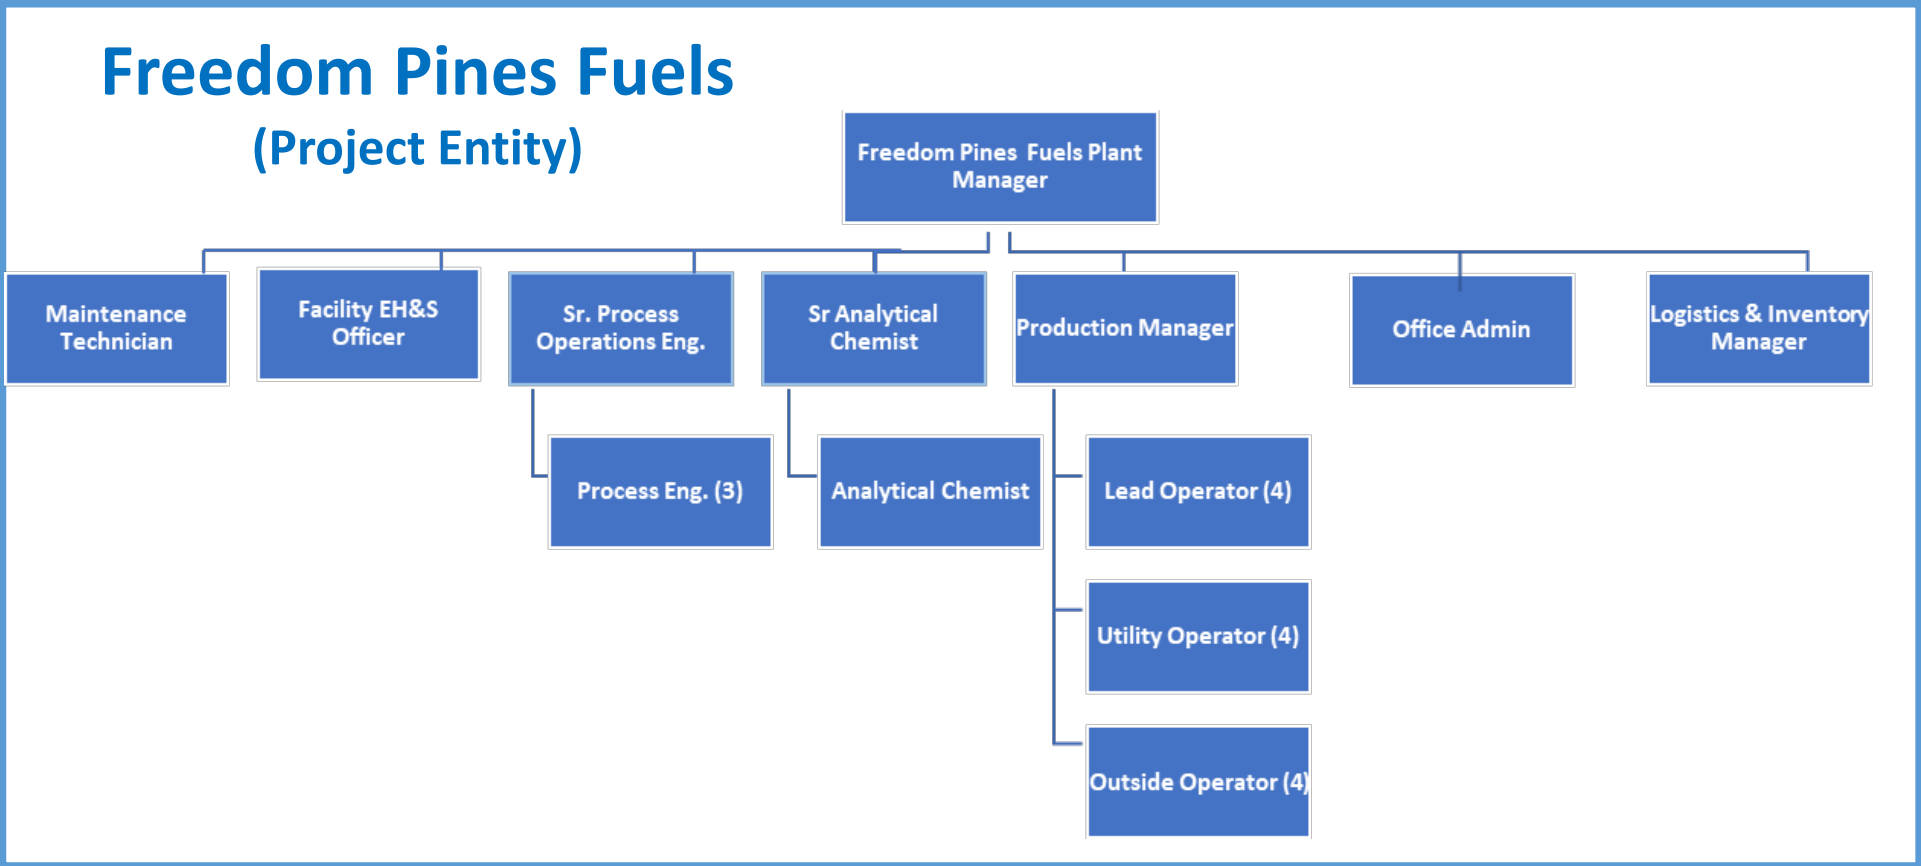 Freedom Pines Fuels
(Project Entity)
Freedom Pines  Fuels Plant
Manager
Maintenance
Technician
Facility EH&S
Officer
Sr. Process
Operations Eng.
Sr Analytical
Chemist
Production Manager
Office Admin
Logistics & Inventory
Manager
Process Eng. (3)
Analytical Chemist
Lead Operator (4)
Utility Operator (4)
Outside Operator (4)